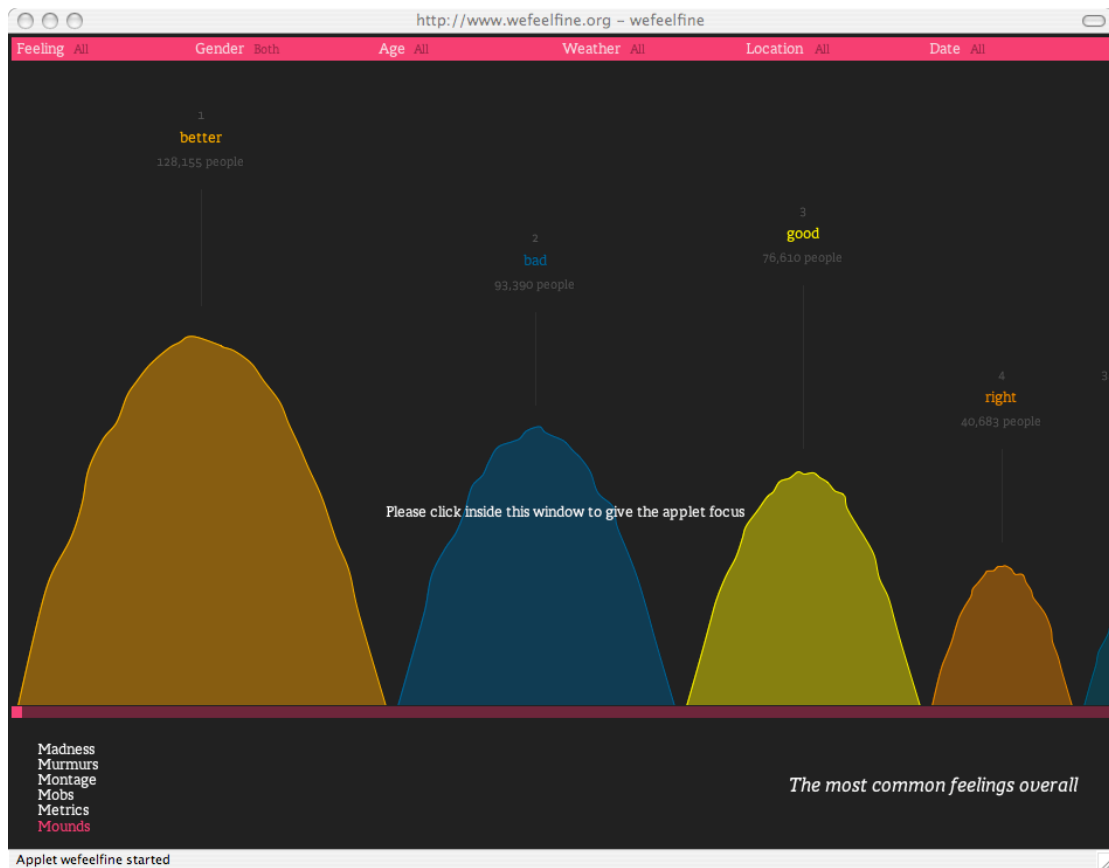 http://www.wefeelfine.org – wefeelfine
Feeling All Gender Both Age All Weather All Location All Date All
1
better
128,155 people
2
bad
93,390 people
3
good
76,610 people
4
right
40,683 people
3
Please click inside this window to give the applet focus
Madness
Murmurs
Montage
Mobs
Metrics
Mounds
The most common feelings overall
Applet wefeelfine started